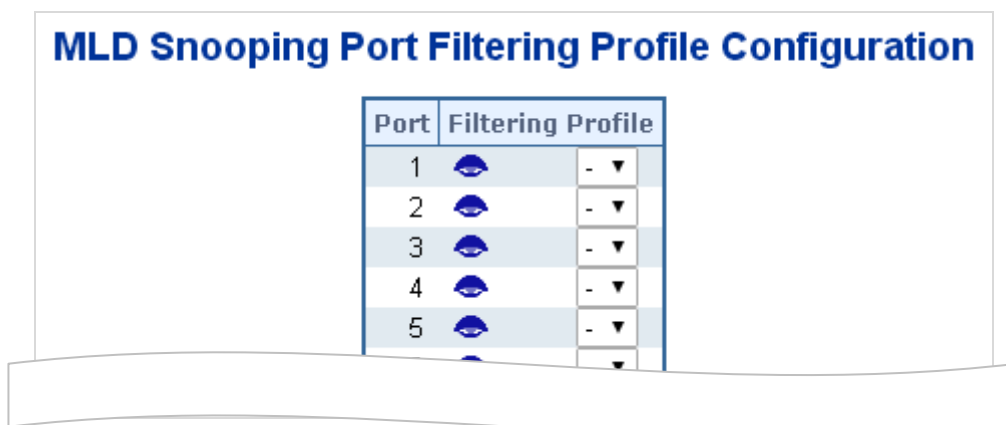 MLD Snooping Port Filtering Profile Configuration
Port Filtering Profile
1 -
2 -
3 -
4 -
5 -